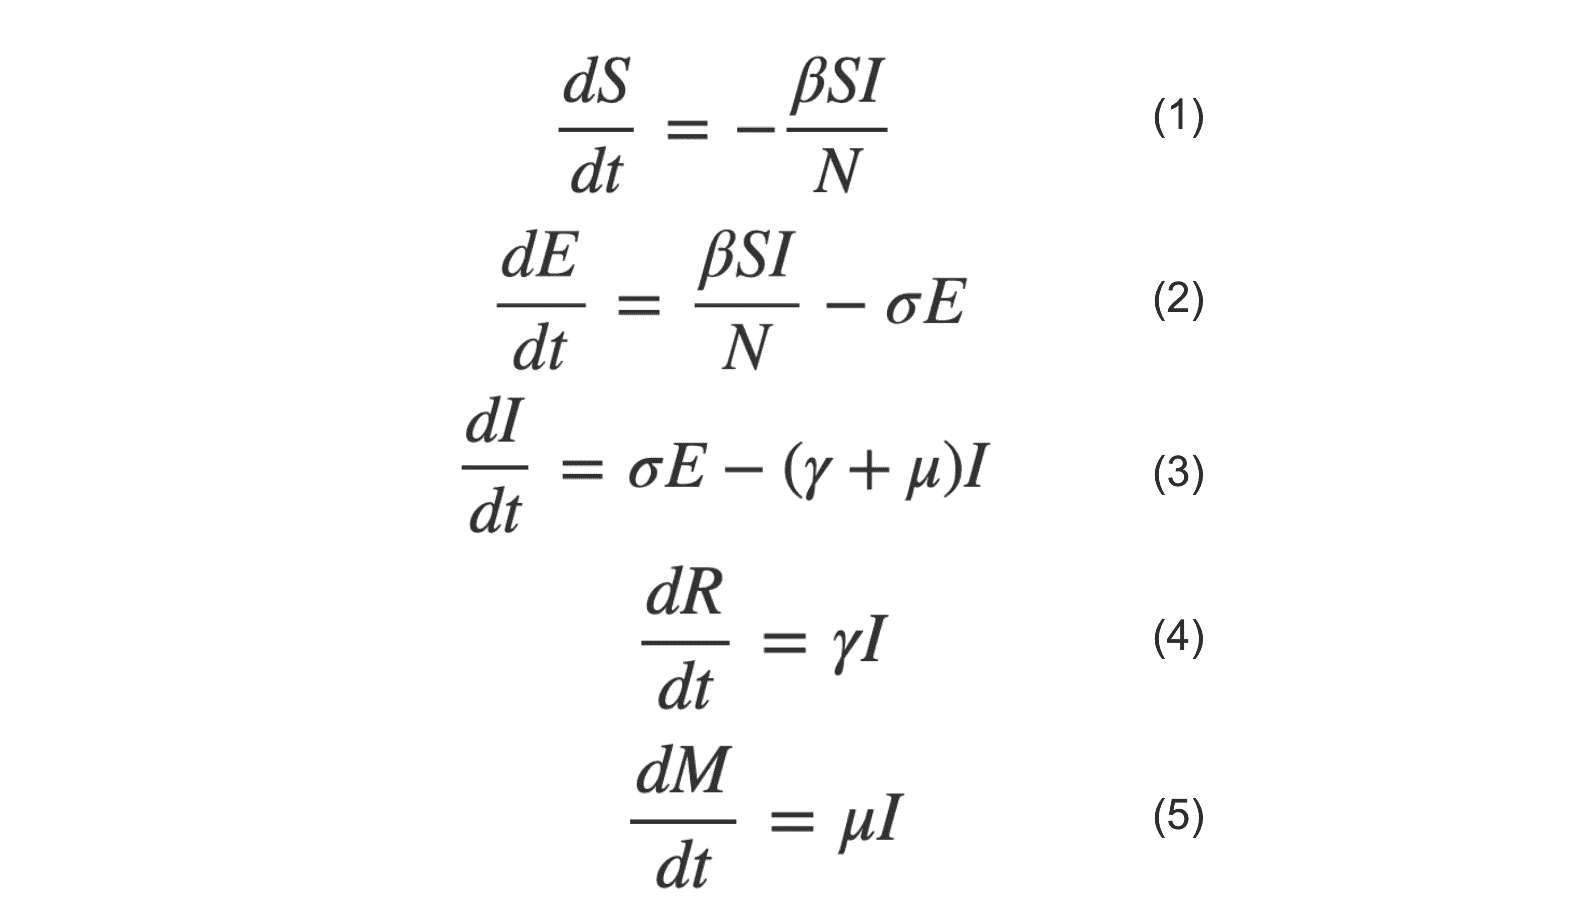 dS/dt = −βSI/N (1)
dE/dt = βSI/N − σE (2)
dI/dt = σE − (γ + μ)I (3)
dR/dt = γI (4)
dM/dt = μI (5)